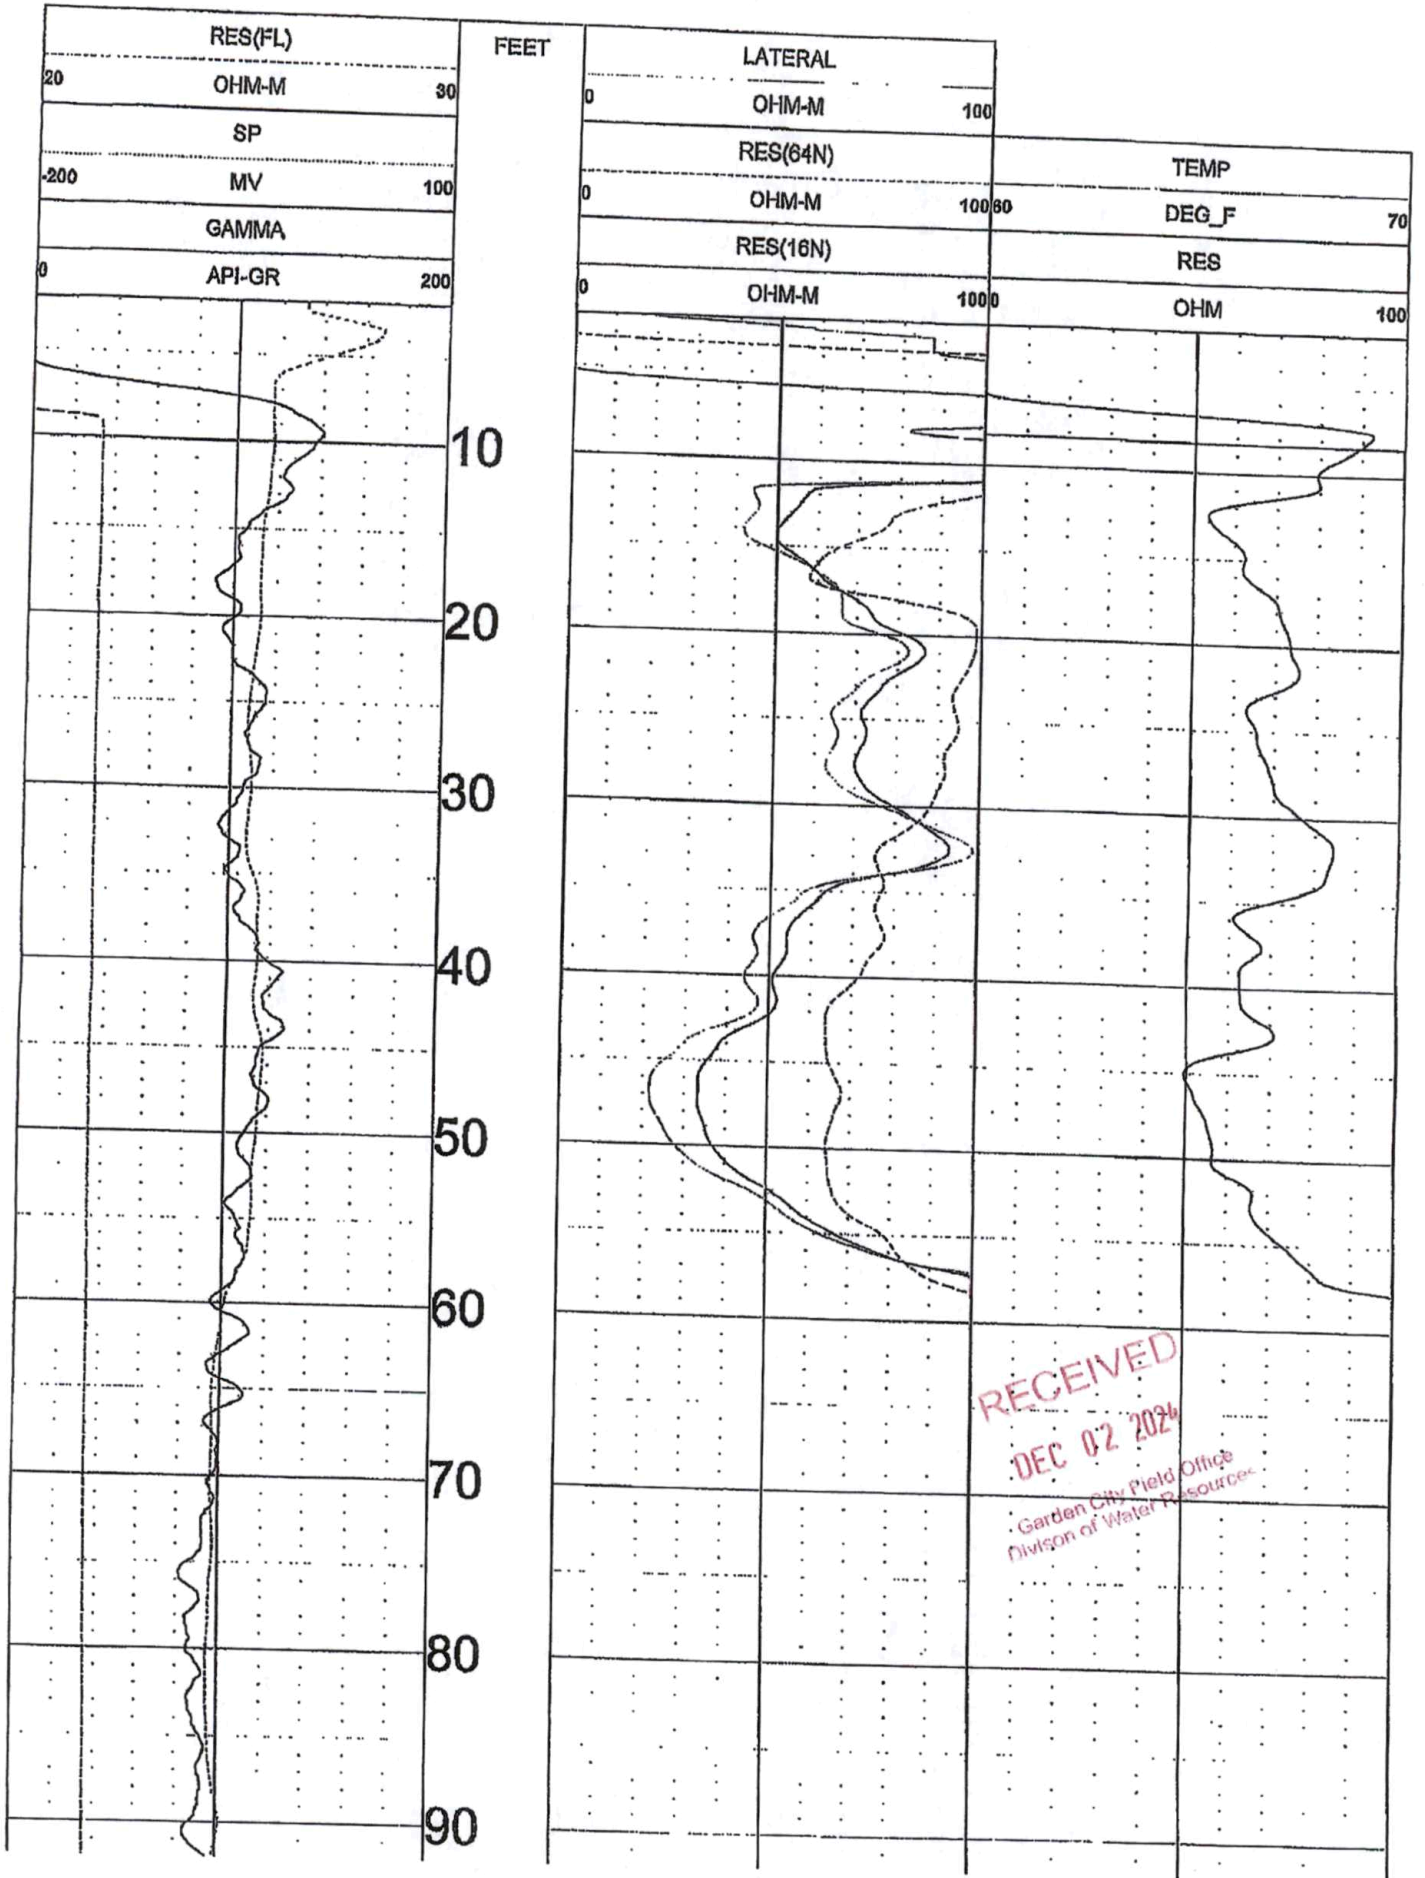 RES(FL)
20 OHM-M 30
SP
-200 MV 100
GAMMA
0 API-GR 200
FEET
LATERAL
0 OHM-M 100
RES(64N)
0 OHM-M 100
RES(16N)
0 OHM-M 100
TEMP
60 DEG_F 70
RES
0 OHM 100
10
20
30
40
50
60
70
80
90
RECEIVED
DEC 02 2024
Garden City Field Office
Divison of Water Resources